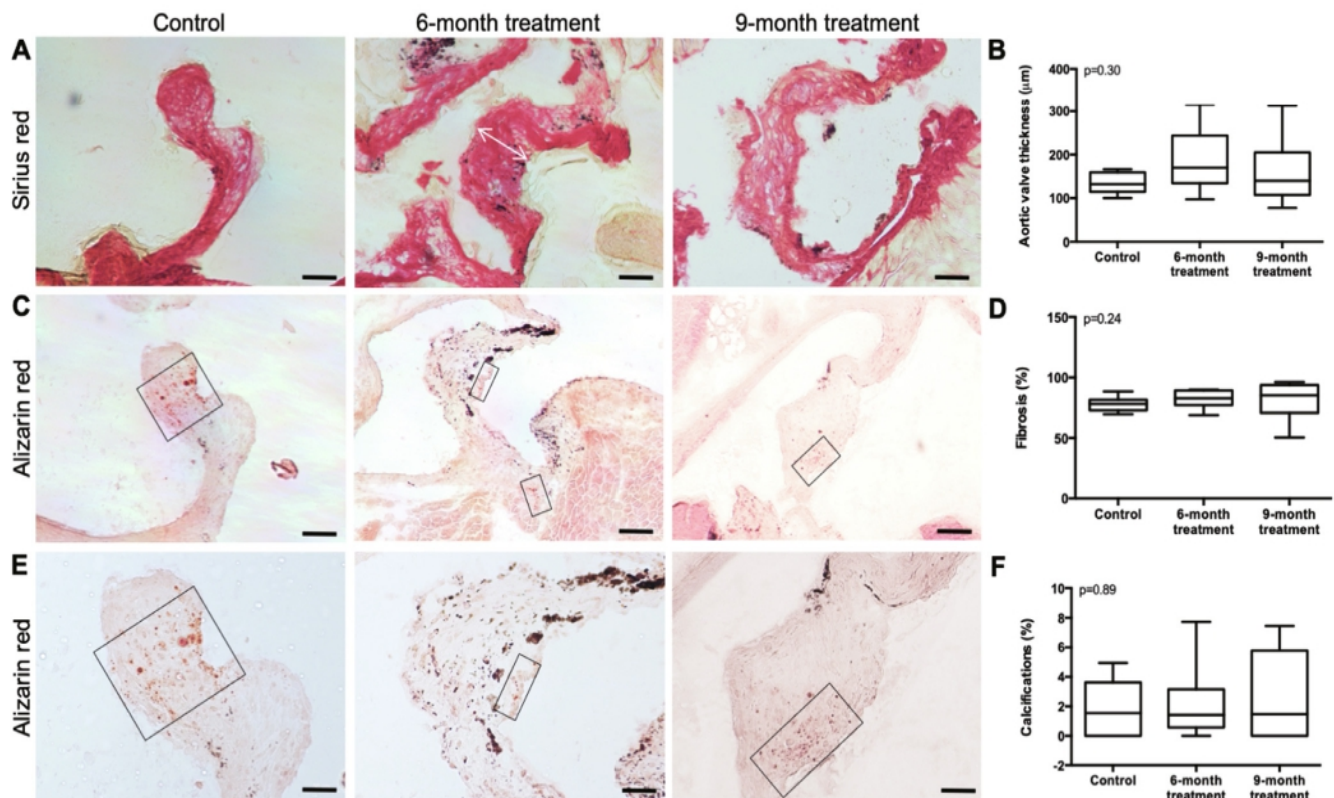 Control 6-month treatment 9-month treatment
A Sirius red
B
p=0.30
Aortic valve thickness (μm)
400
300
200
100
0
Control 6-month treatment 9-month treatment
C Alizarin red
D
p=0.24
Fibrosis (%)
150
100
50
0
Control 6-month treatment 9-month treatment
E Alizarin red
F
p=0.89
Calcifications (%)
10
8
6
4
2
0
-2
Control 6-month treatment 9-month treatment